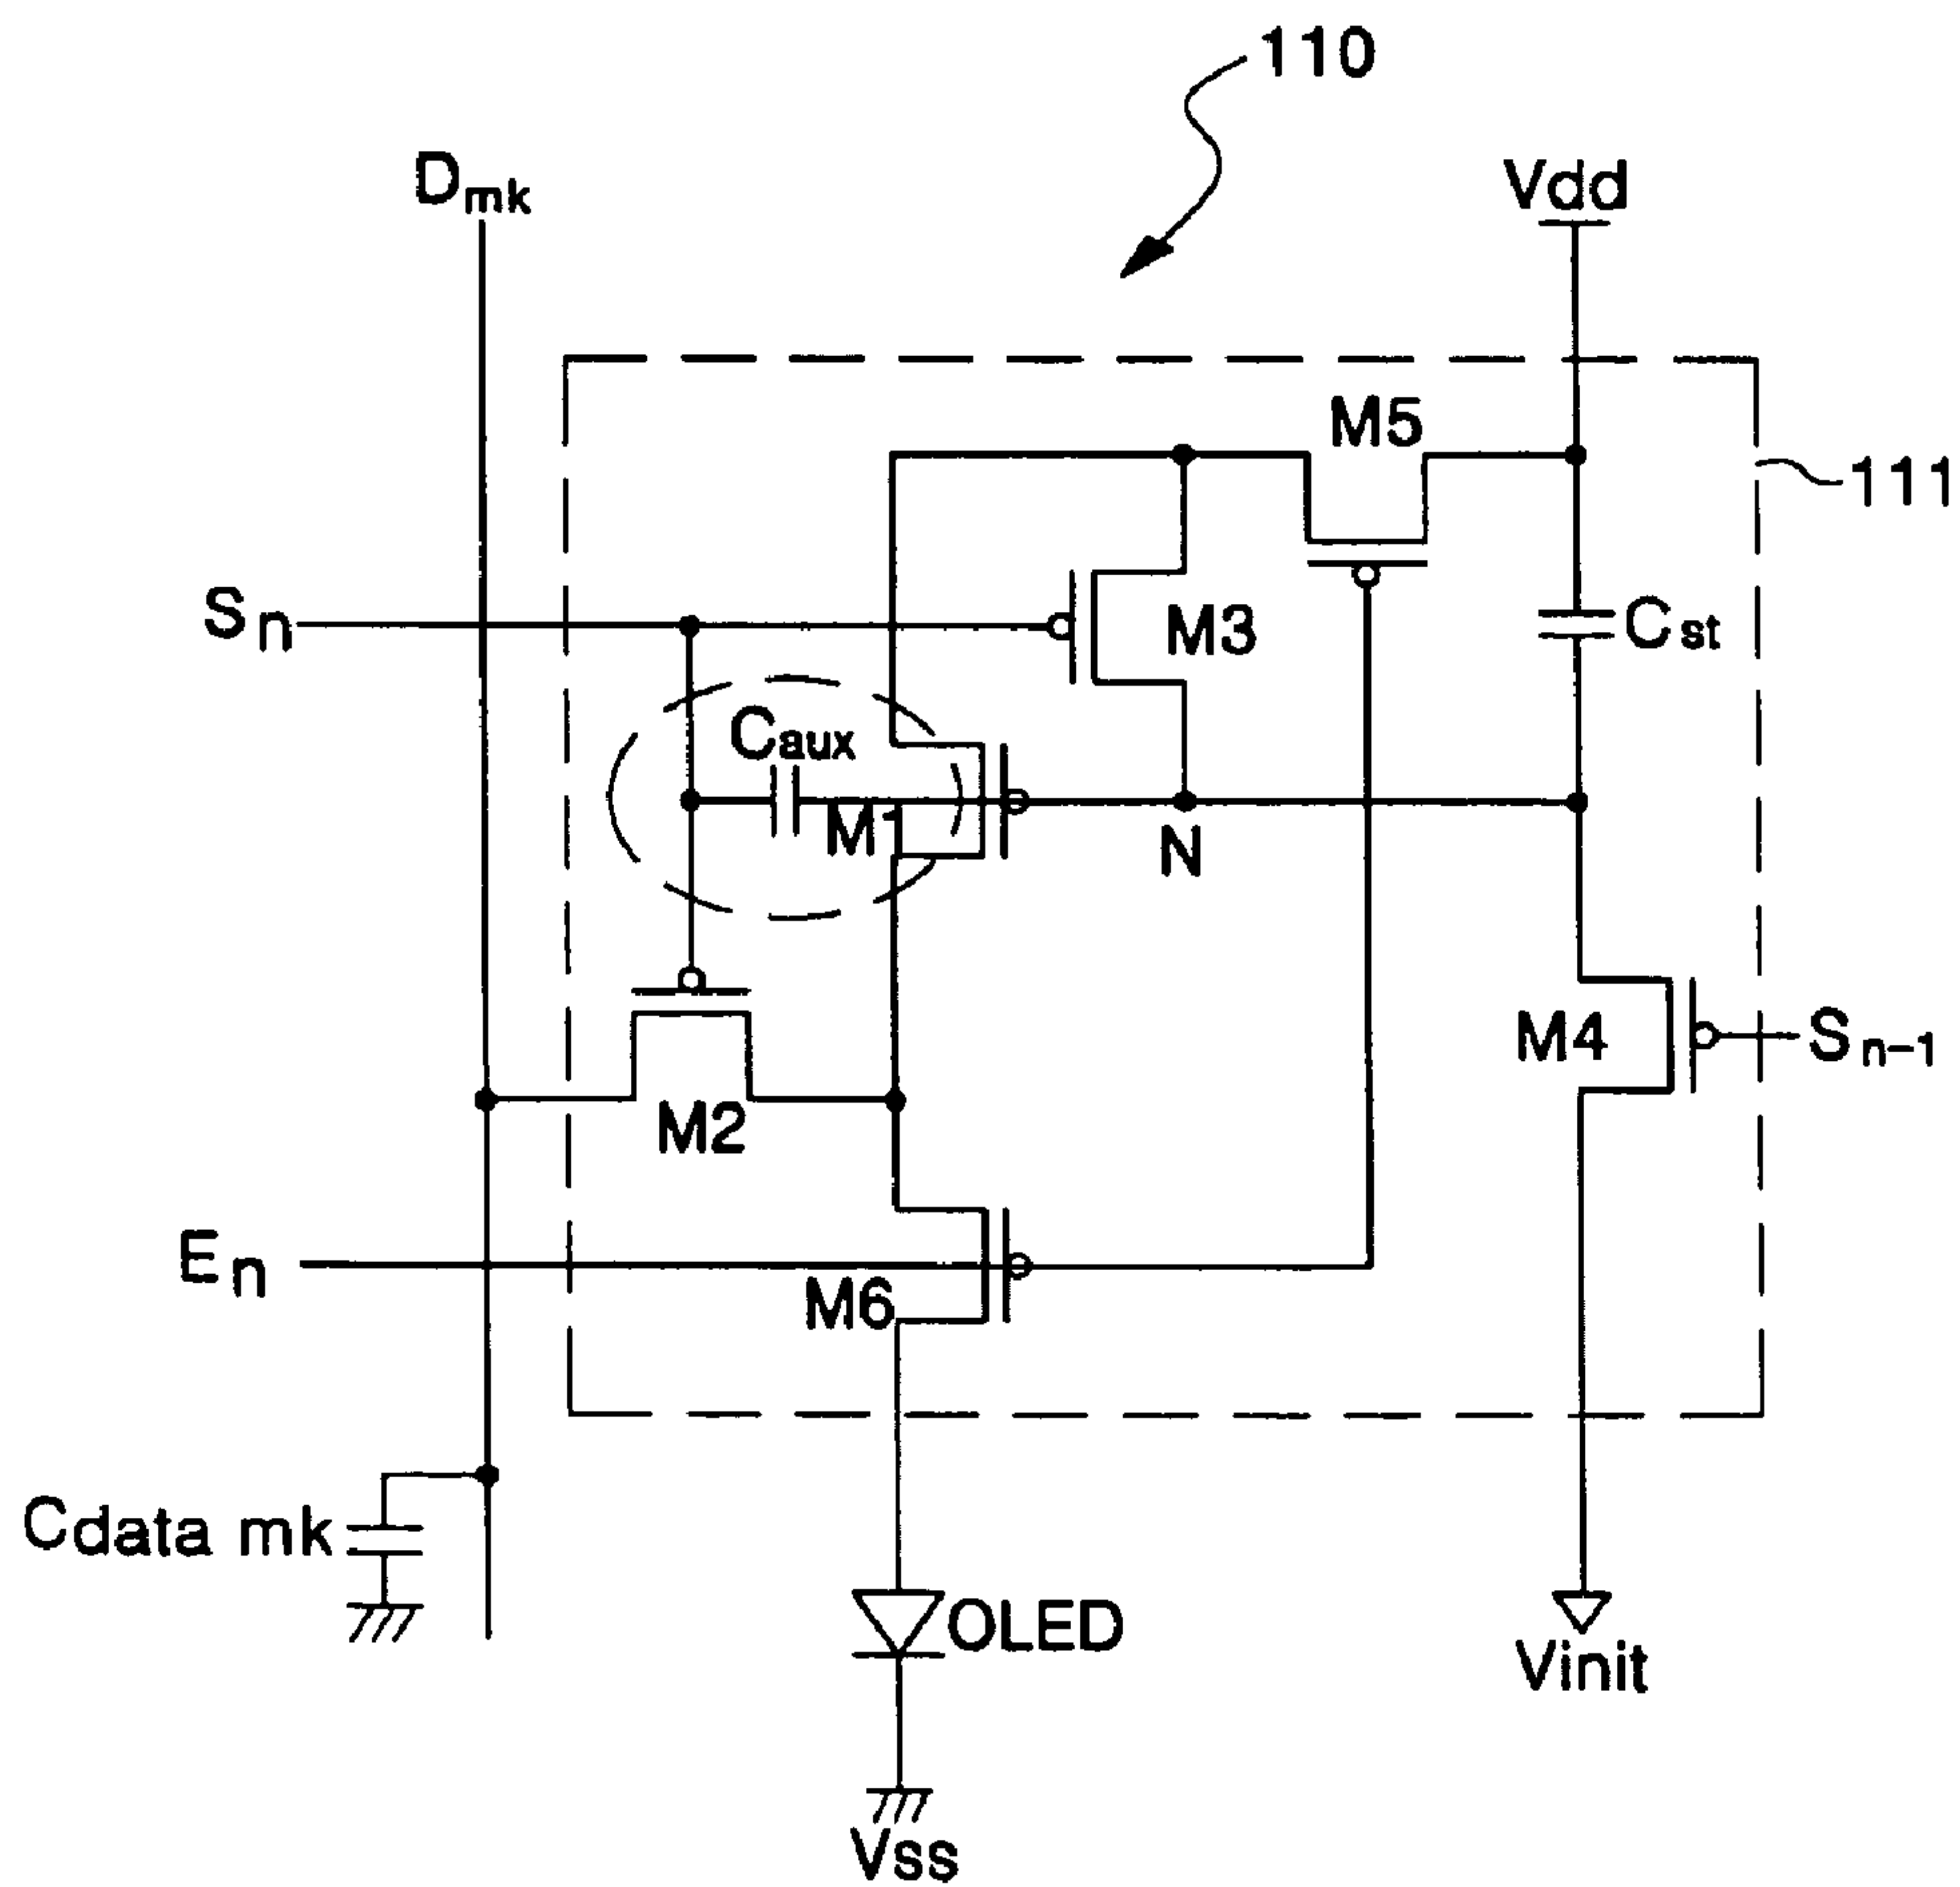 110
Dmk
Vdd
M5
111
Sn
M3
Cst
Caux
M1
N
M4
Sn-1
M2
En
M6
Cdata mk
OLED
Vinit
Vss